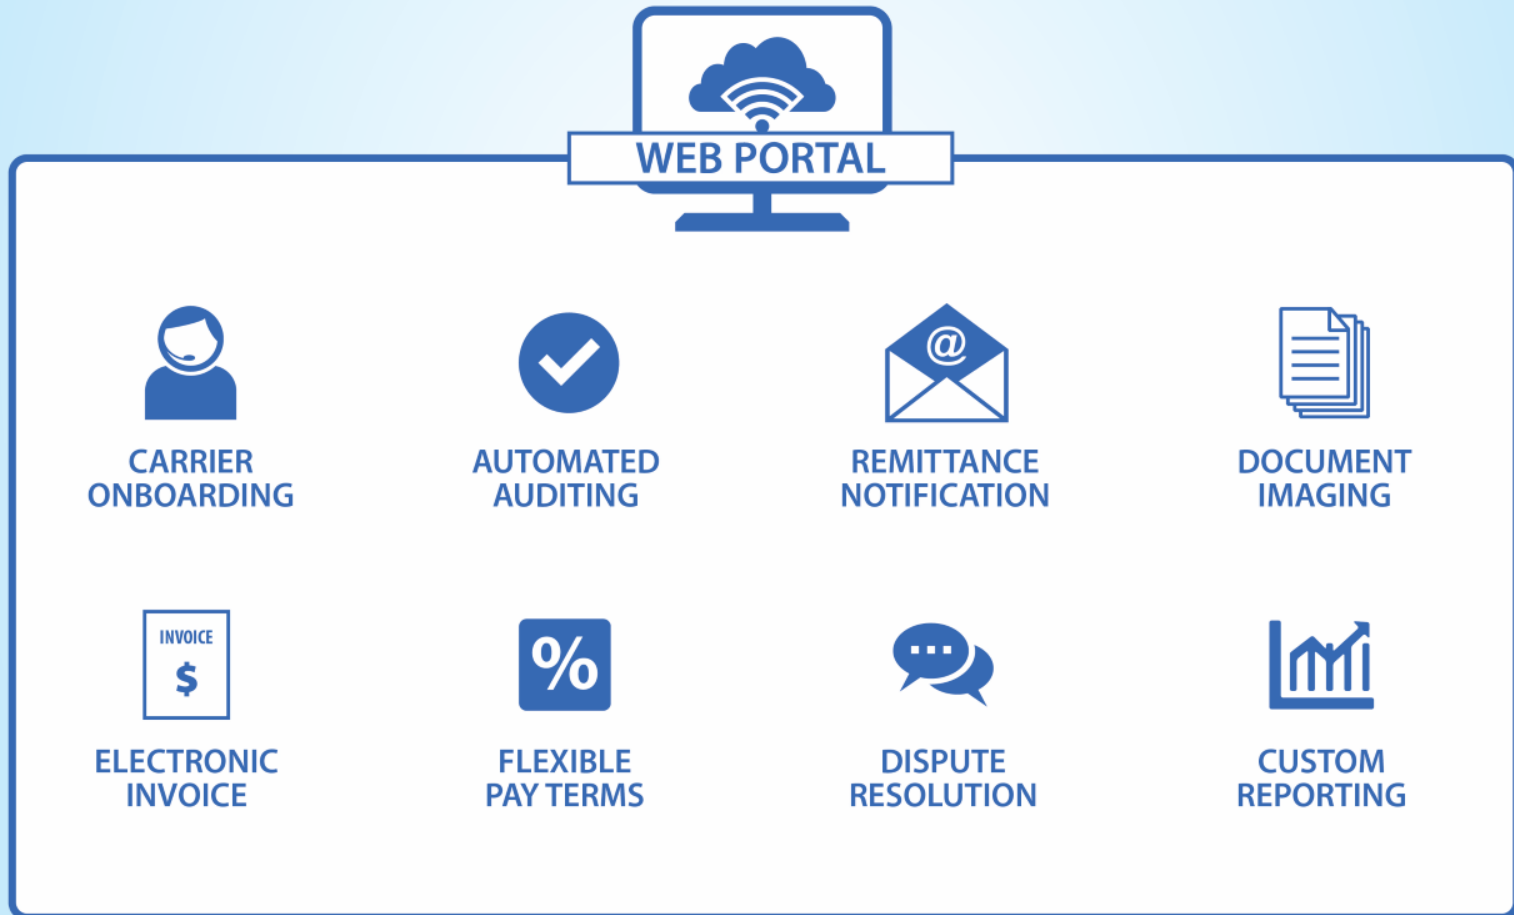 WEB PORTAL
@
CARRIER
ONBOARDING
AUTOMATED
AUDITING
REMITTANCE
NOTIFICATION
DOCUMENT
IMAGING
INVOICE
$
ELECTRONIC
INVOICE
%
FLEXIBLE
PAY TERMS
DISPUTE
RESOLUTION
CUSTOM
REPORTING